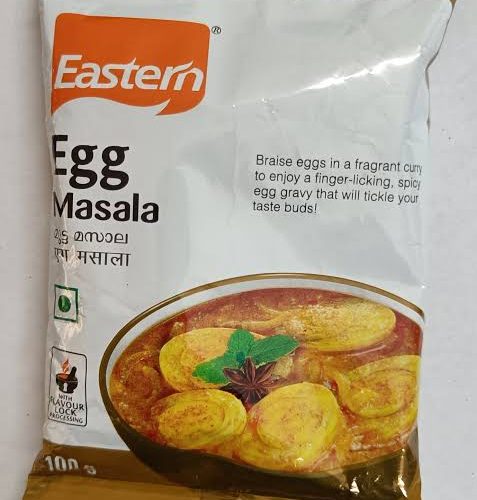 Eastern®
Egg
Masala
മുട്ട മസാല
एग मसाला
Braise eggs in a fragrant curry
to enjoy a finger-licking, spicy
egg gravy that will tickle your
taste buds!
WITH
FLAVOUR
LOCK
PROCESSING
100 g